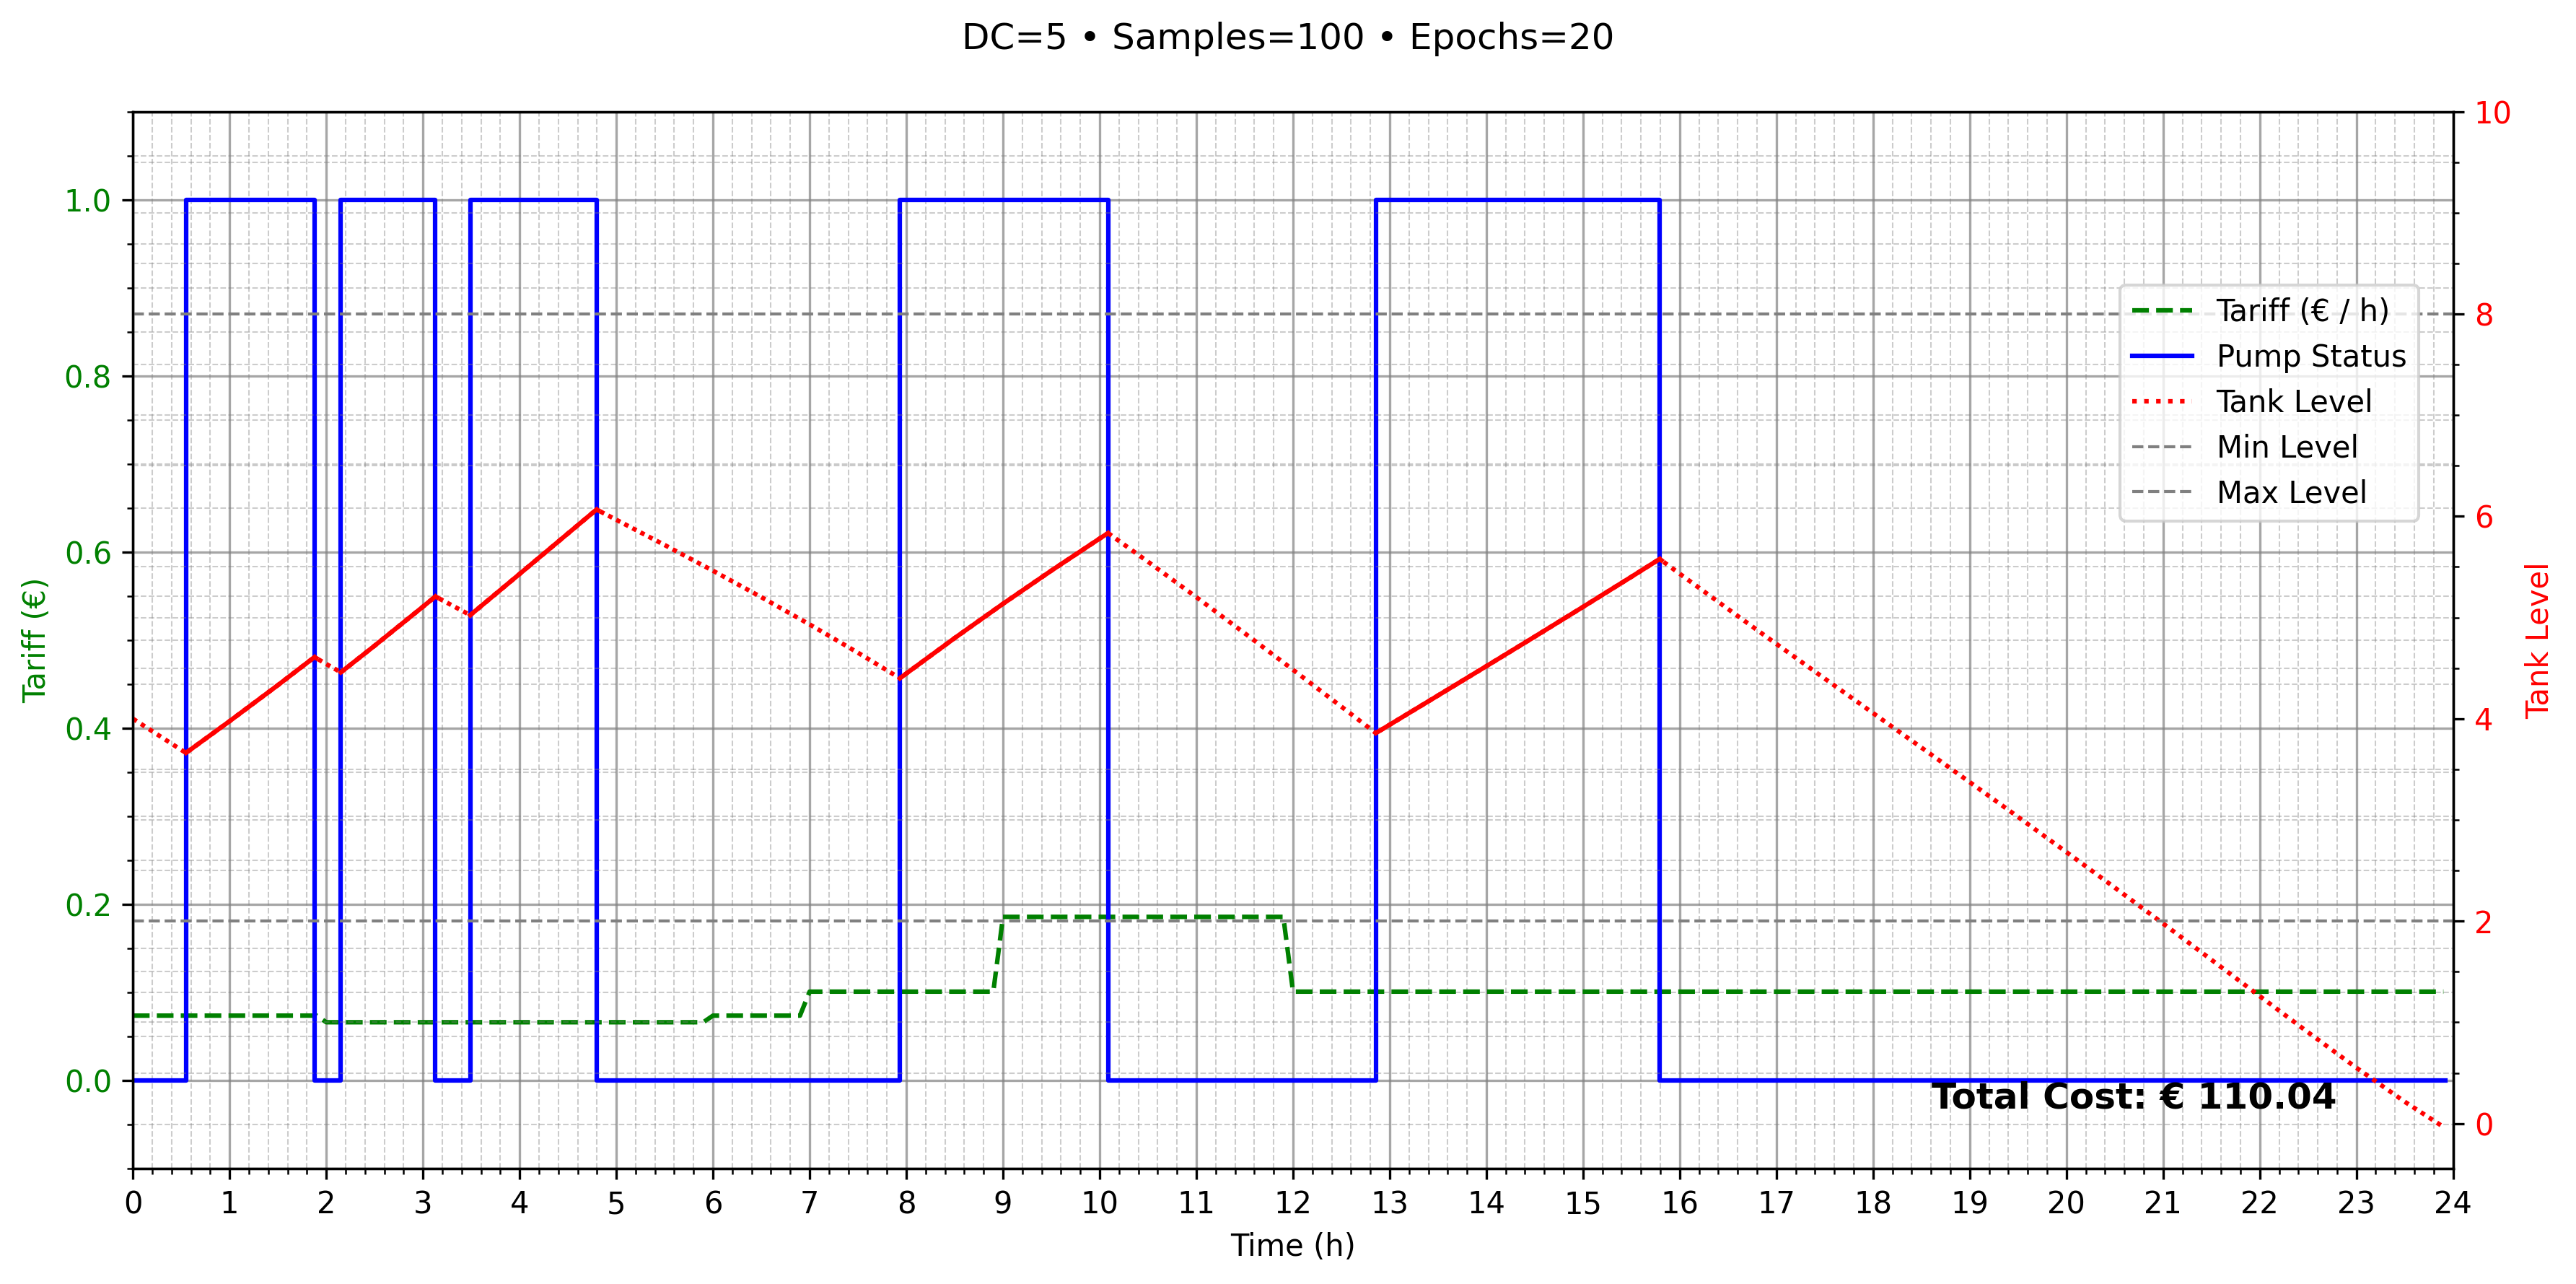 DC=5 • Samples=100 • Epochs=20
10
1.0
8
Tariff (€ / h)
Pump Status
Tank Level
Min Level
Max Level
0.8
6
0.6
Tariff (€)
Tank Level
0.4
4
0.2
2
0.0
Total Cost: € 110.04
0
0 1 2 3 4 5 6 7 8 9 10 11 12 13 14 15 16 17 18 19 20 21 22 23 24
Time (h)